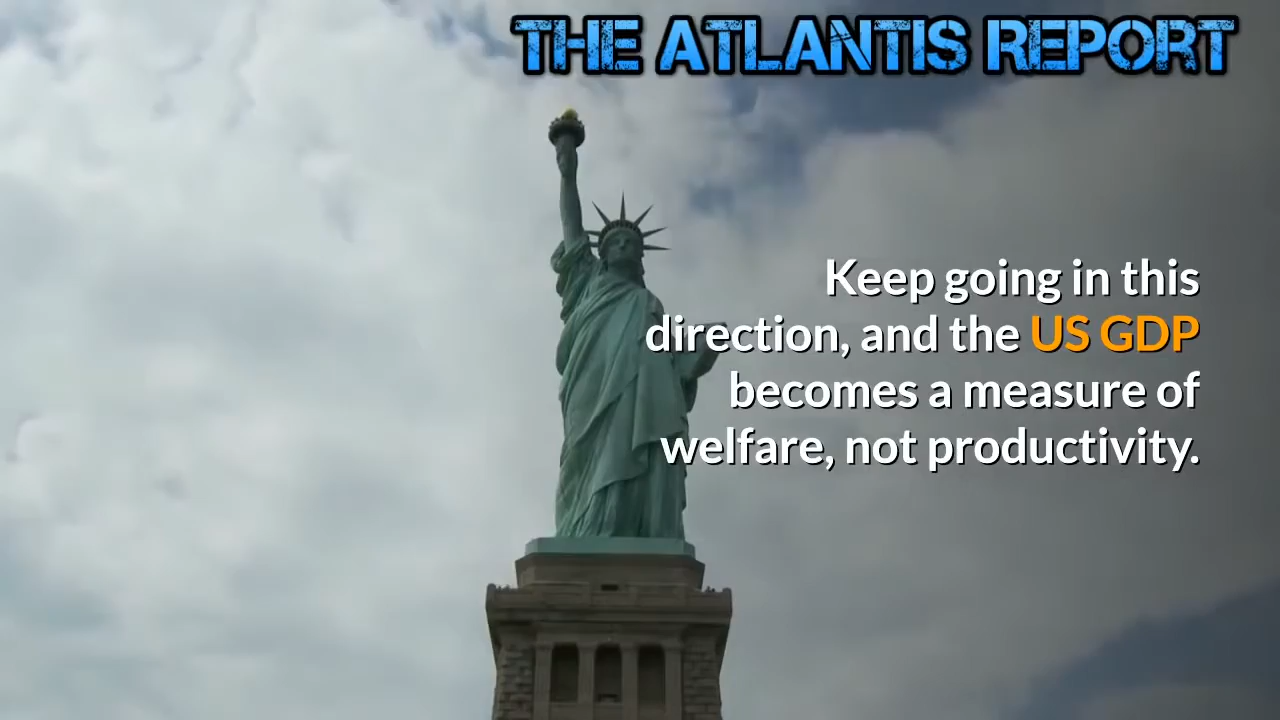 THE ATLANTIS REPORT
Keep going in this
direction, and the US GDP
becomes a measure of
welfare, not productivity.